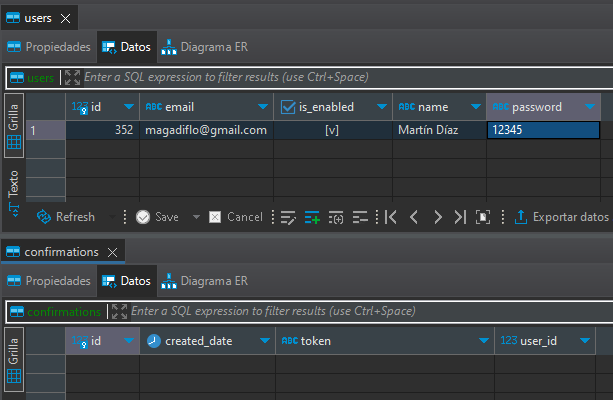 users
Propiedades Datos Diagrama ER
users Enter a SQL expression to filter results (use Ctrl+Space)
Grilla
Texto
123 id ABC email is_enabled ABC name ABC password
1 352 magadiflo@gmail.com [v] Martín Díaz 12345
Refresh Save Cancel Exportar datos
confirmations
Propiedades Datos Diagrama ER
confirmations Enter a SQL expression to filter results (use Ctrl+Space)
Grilla
123 id created_date ABC token 123 user_id